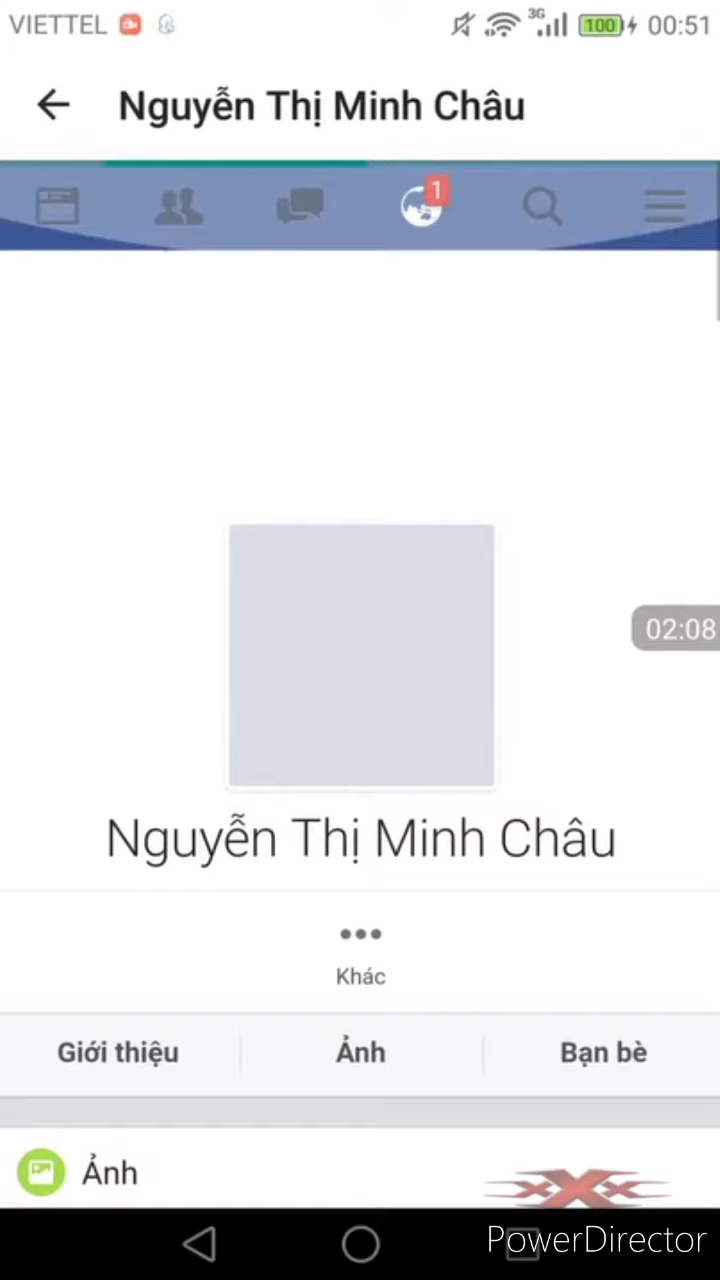 VIETTEL 3G 100 00:51
Nguyễn Thị Minh Châu
1
02:08
Nguyễn Thị Minh Châu
Khác
Giới thiệu Ảnh Bạn bè
Ảnh
xXx
PowerDirector